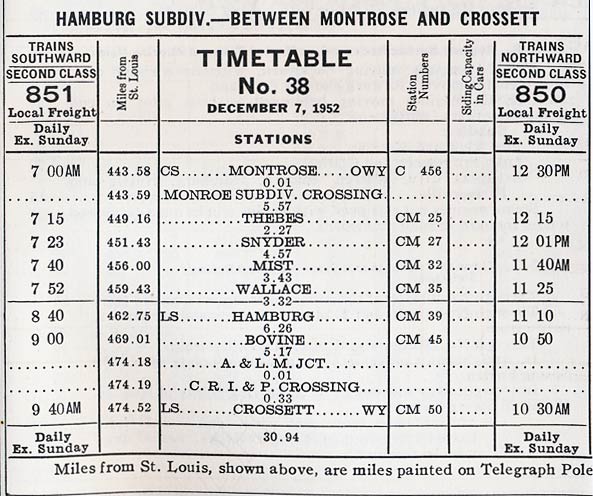 HAMBURG SUBDIV.—BETWEEN MONTROSE AND CROSSETT
TRAINS SOUTHWARD
SECOND CLASS
851
Local Freight
Daily Ex. Sunday
Miles from St. Louis
TIMETABLE
No. 38
DECEMBER 7, 1952
STATIONS
Station Numbers
Siding Capacity in Cars
TRAINS NORTHWARD
SECOND CLASS
850
Local Freight
Daily Ex. Sunday
7 00AM 443.58 CS.......MONTROSE.....OWY C 456 ...... 12 30PM
0.01
............ 443.59 .MONROE SUBDIV. CROSSING. ........ ...... ............
5.57
7 15 449.16 ............THEBES............ CM 25 ...... 12 15
2.27
7 23 451.43 ............SNYDER............ CM 27 ...... 12 01PM
4.57
7 40 456.00 ..............MIST.............. CM 32 ...... 11 40AM
3.43
7 52 459.43 ...........WALLACE........... CM 35 ...... 11 25
3.32
8 40 462.75 LS........HAMBURG........... CM 39 ...... 11 10
6.26
9 00 469.01 ............BOVINE............ CM 45 ...... 10 50
5.17
............ 474.18 ........A. & L. M. JCT......... ........ ...... ............
0.01
............ 474.19 ....C. R. I. & P. CROSSING..... ........ ...... ............
0.33
9 40AM 474.52 LS........CROSSETT.......WY CM 50 ...... 10 30AM
Daily Ex. Sunday 30.94 Daily Ex. Sunday
Miles from St. Louis, shown above, are miles painted on Telegraph Pole